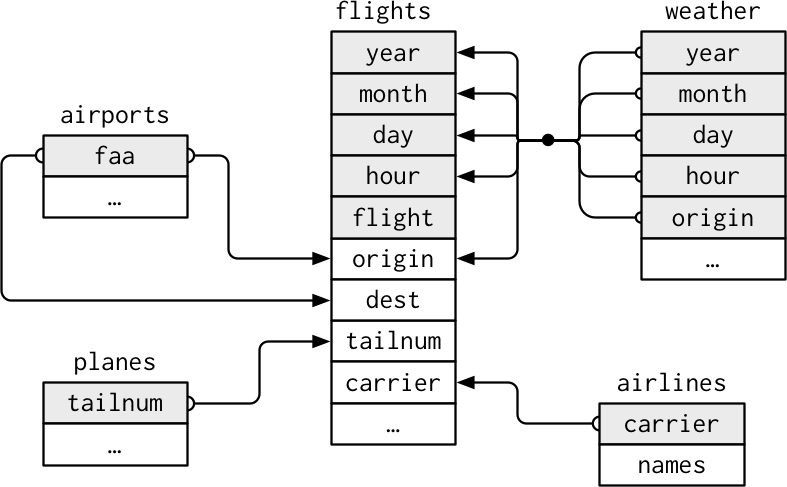 flights
year
month
day
hour
flight
origin
dest
tailnum
carrier
…
weather
year
month
day
hour
origin
…
airports
faa
…
planes
tailnum
…
airlines
carrier
names